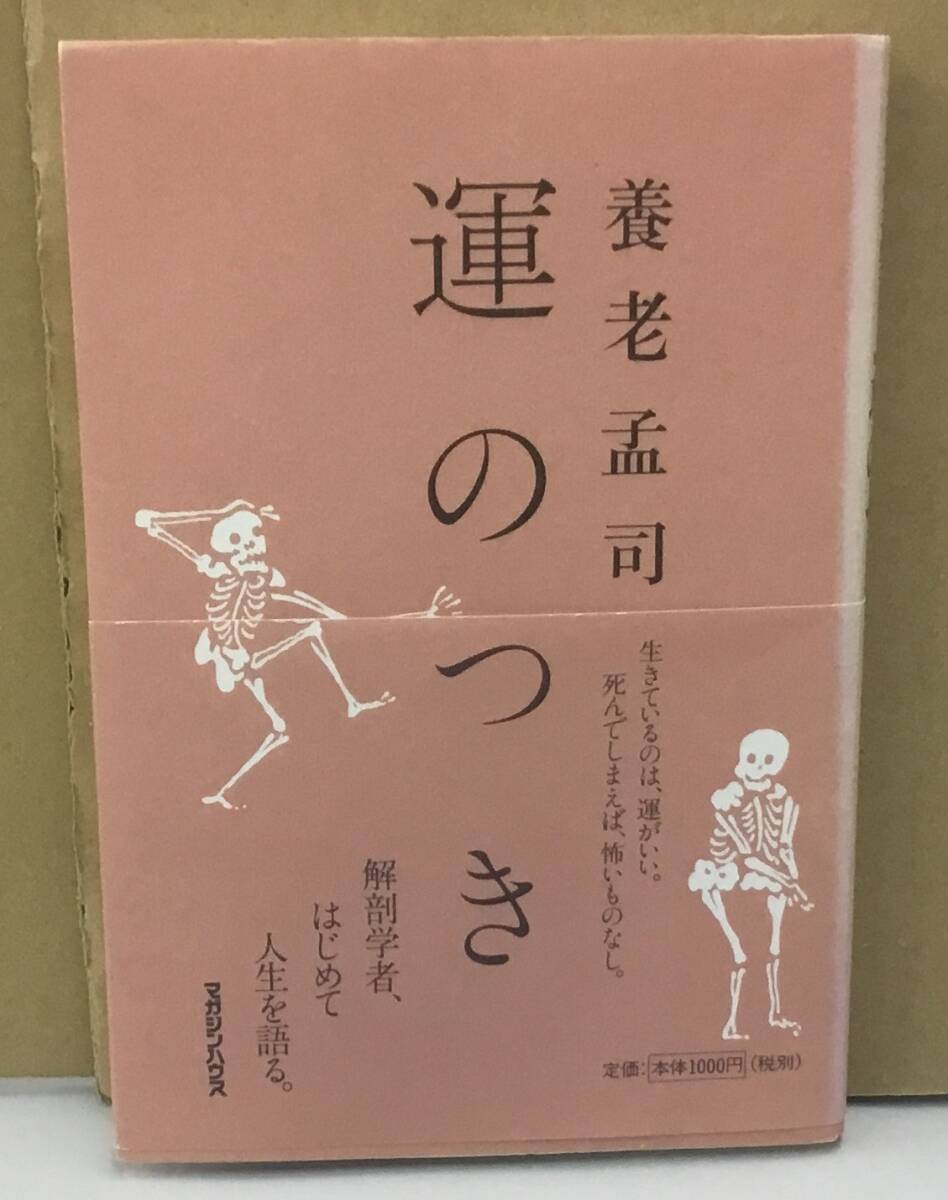 養老孟司
運のつき
生きているのは、運がいい。
死んでしまえば、怖いものなし。
解剖学者、
はじめて
人生を語る。
マガジンハウス
定価：本体1000円（税別）